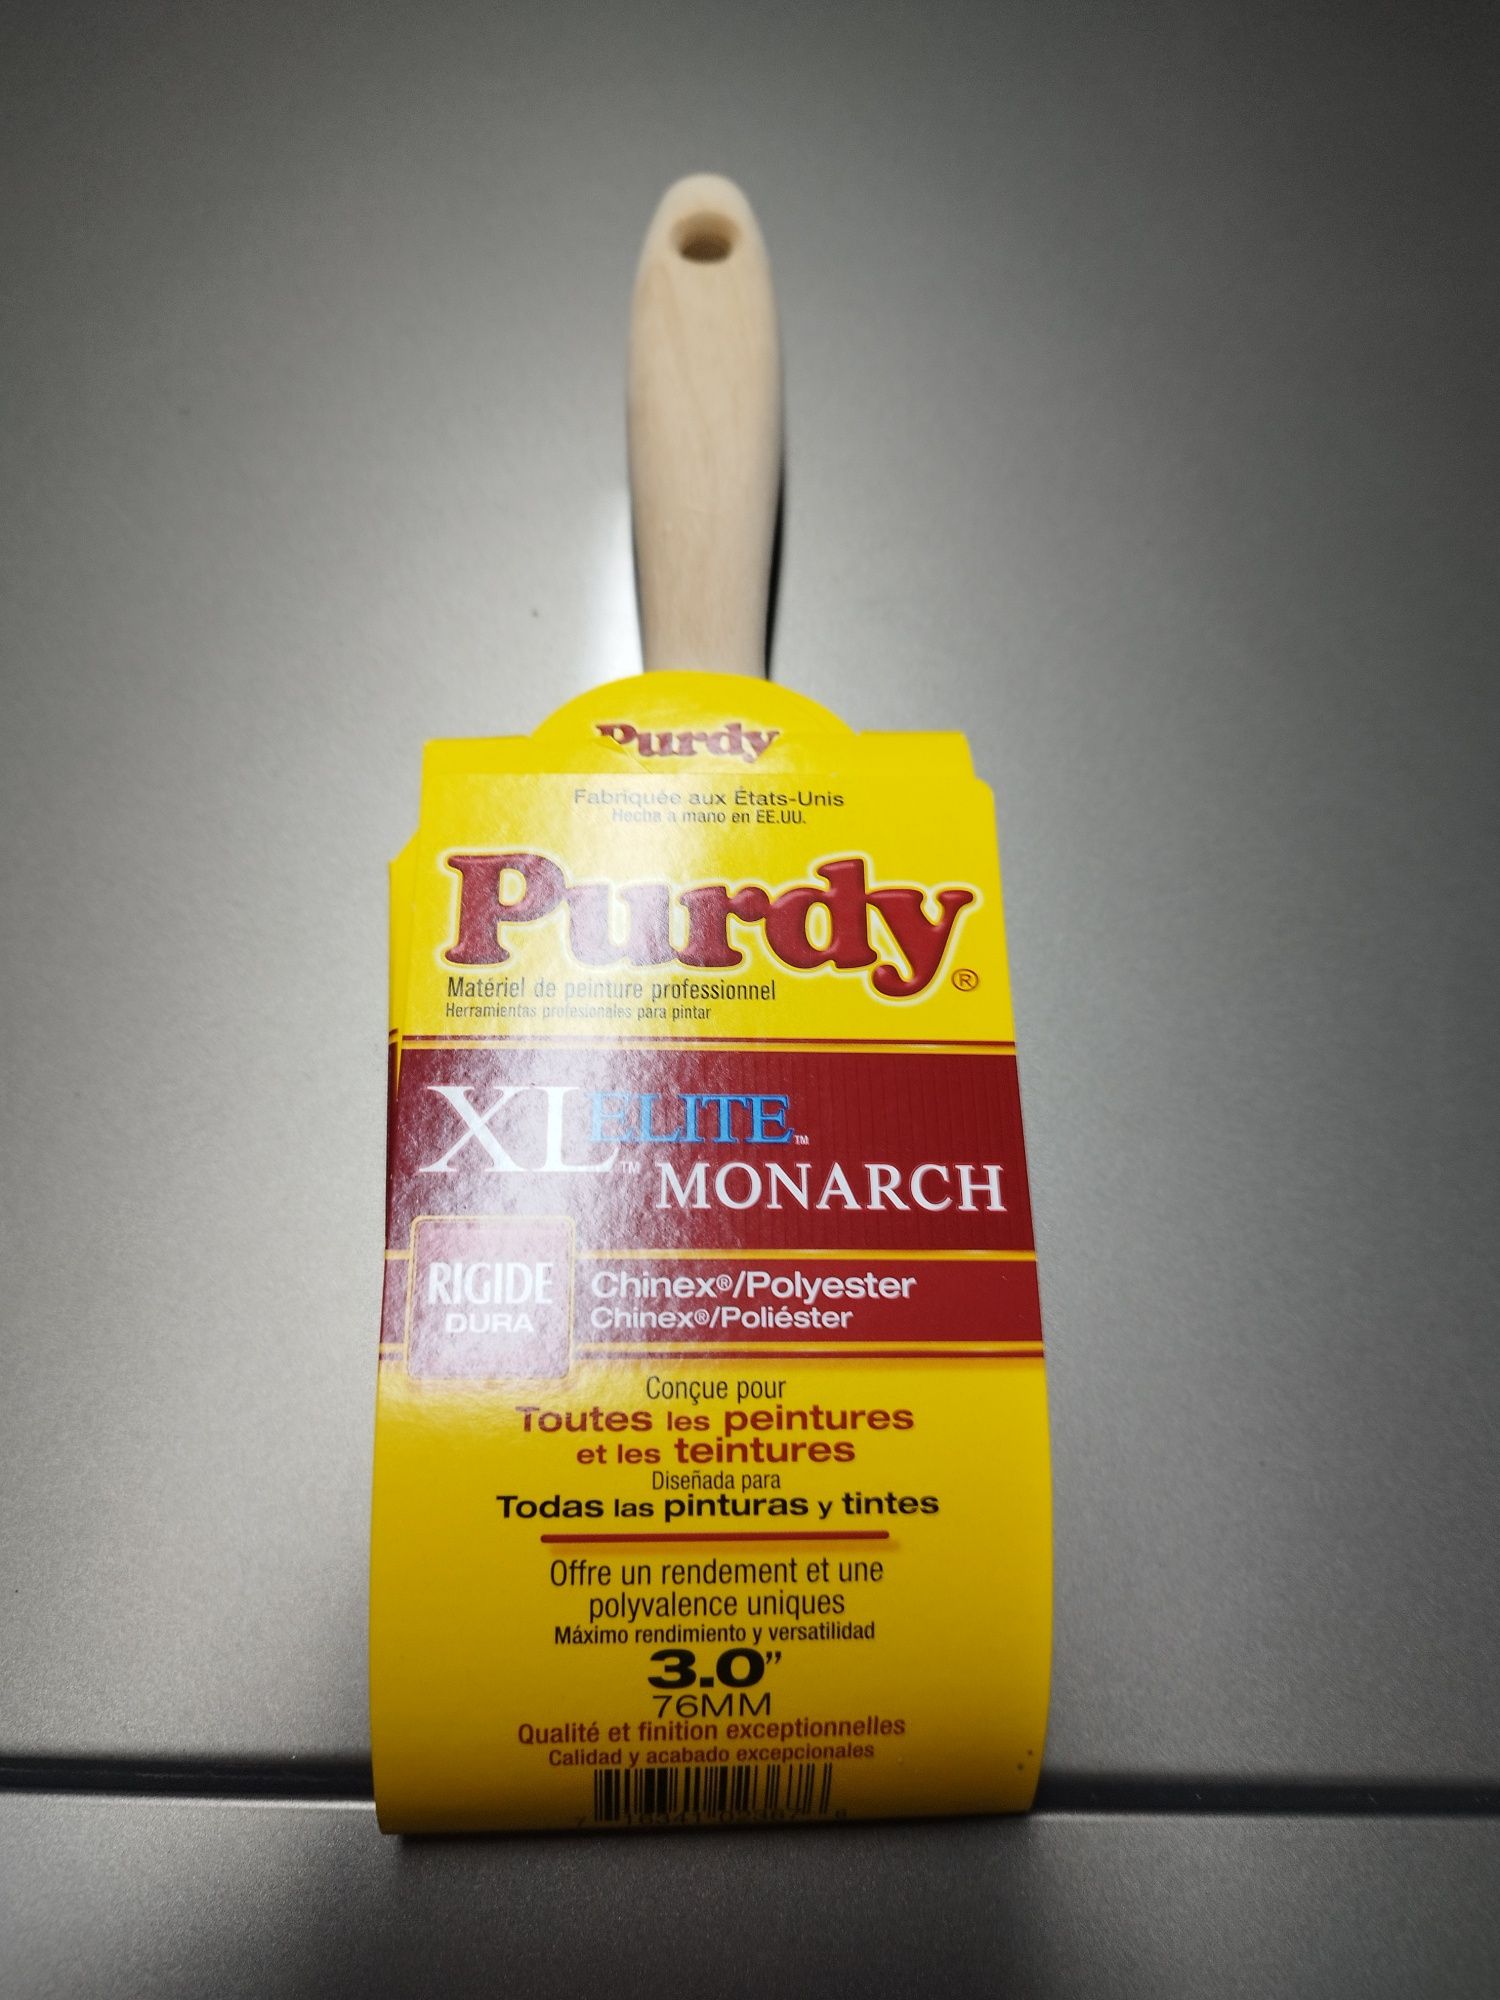 Purdy
Fabriquée aux États-Unis
Hecha a mano en EE.UU.
Purdy®
Matériel de peinture professionnel
Herramientas profesionales para pintar
XL™ ELITE™
MONARCH
RIGIDE
DURA
Chinex®/Polyester
Chinex®/Poliéster
Conçue pour
Toutes les peintures
et les teintures
Diseñada para
Todas las pinturas y tintes
Offre un rendement et une
polyvalence uniques
Máximo rendimiento y versatilidad
3.0”
76MM
Qualité et finition exceptionnelles
Calidad y acabado excepcionales